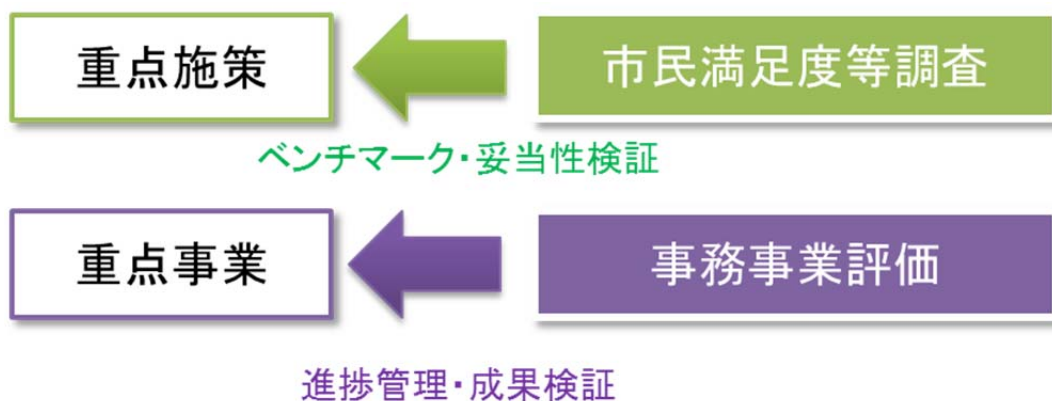 重点施策
市民満足度等調査
ベンチマーク・妥当性検証
重点事業
事務事業評価
進捗管理・成果検証